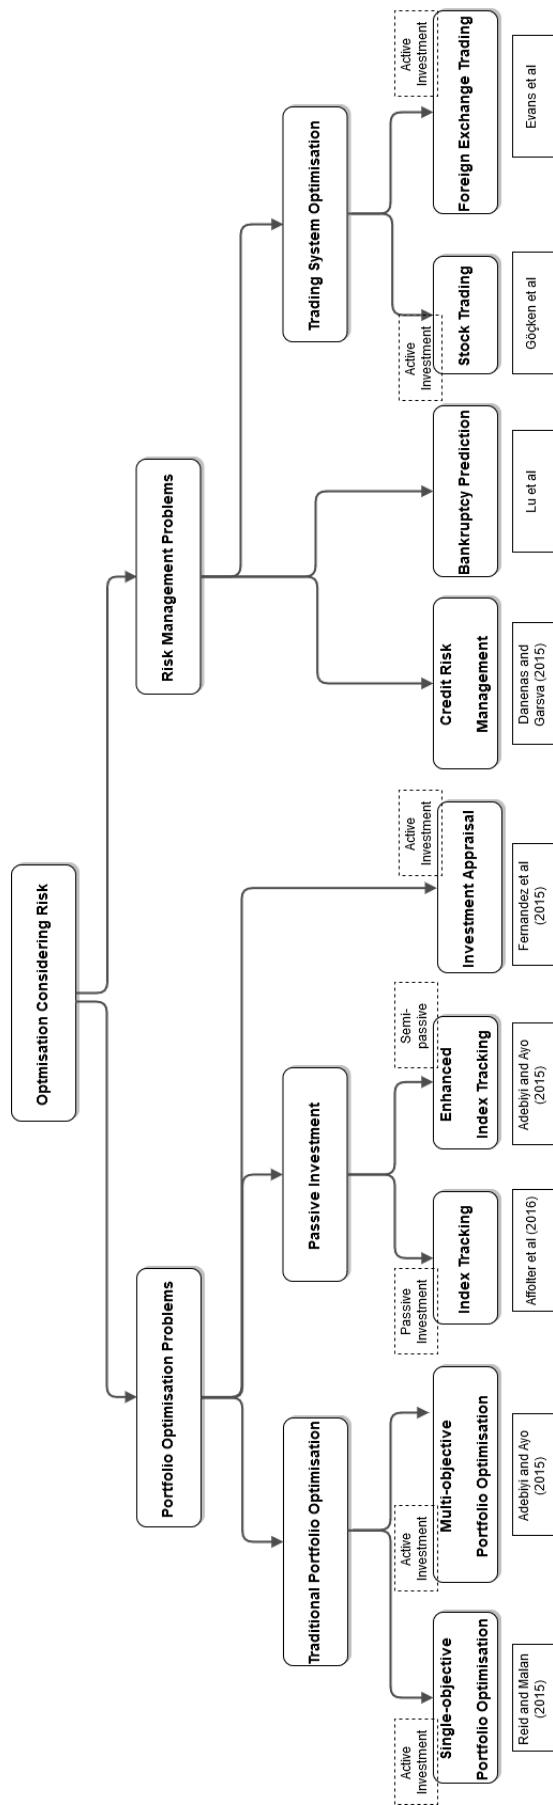 Optmisation Considering Risk
Portfolio Optimisation Problems
Risk Management Problems
Traditional Portfolio Optimisation
Passive Investment
Trading System Optimisation
Active
Investment
Single-objective
Portfolio Optimisation
Active
Investment
Multi-objective
Portfolio Optimisation
Passive
Investment
Index Tracking
Semi-
passive
Enhanced
Index Tracking
Active
Investment
Investment Appraisal
Credit Risk
Management
Bankruptcy Prediction
Active
Investment
Stock Trading
Active
Investment
Foreign Exchange Trading
Reid and Malan
(2015)
Adebiyi and Ayo
(2015)
Affolter et al (2016)
Adebiyi and Ayo
(2015)
Fernandez et al
(2015)
Danenas and
Garsva (2015)
Lu et al
Göçken et al
Evans et al